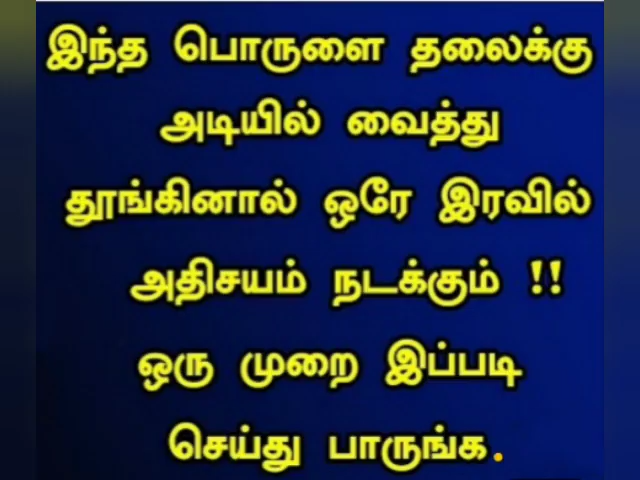 இந்த பொருளை தலைக்கு
அடியில் வைத்து
தூங்கினால் ஒரே இரவில்
அதிசயம் நடக்கும் !!
ஒரு முறை இப்படி
செய்து பாருங்க.